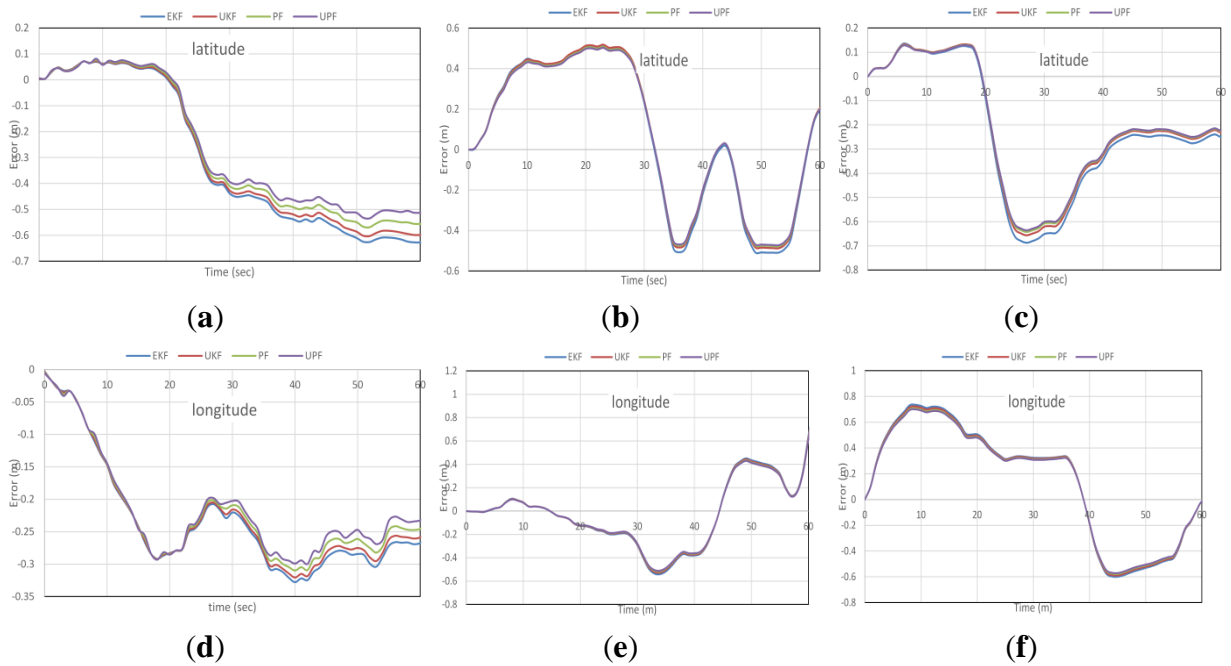 EKF UKF PF UPF
latitude
0.2
0.1
0
-0.1
0.2
0.3
-0.4
-0.5
-0.6
-0.7
Error (m)
Time (sec)
(a)
EKF UKF PF UPF
latitude
0.6
0.4
0.2
0
-0.2
-0.4
-0.6
0 10 20 30 40 50 60
Error (m)
Time (sec)
(b)
EKF UKF PF UPF
latitude
0.2
0.1
0
-0.1
-0.2
-0.3
-0.4
-0.5
-0.6
-0.7
-0.8
0 10 20 30 40 50 60
Error (m)
Time (sec)
(c)
EKF UKF PF UPF
longitude
0
-0.05
-0.1
-0.15
-0.2
-0.25
-0.3
-0.35
0 10 20 30 40 50 60
Error (m)
time (sec)
(d)
EKF UKF PF UPF
longitude
1.2
1
0.8
0.6
0.4
0.2
0
-0.2
-0.4
-0.6
-0.8
0 10 20 30 40 50 60
Error (m)
Time (m)
(e)
EKF UKF PF UPF
longitude
1
0.8
0.6
0.4
0.2
0
-0.2
-0.4
-0.6
-0.8
0 10 20 30 40 50 60
Error (m)
Time (m)
(f)